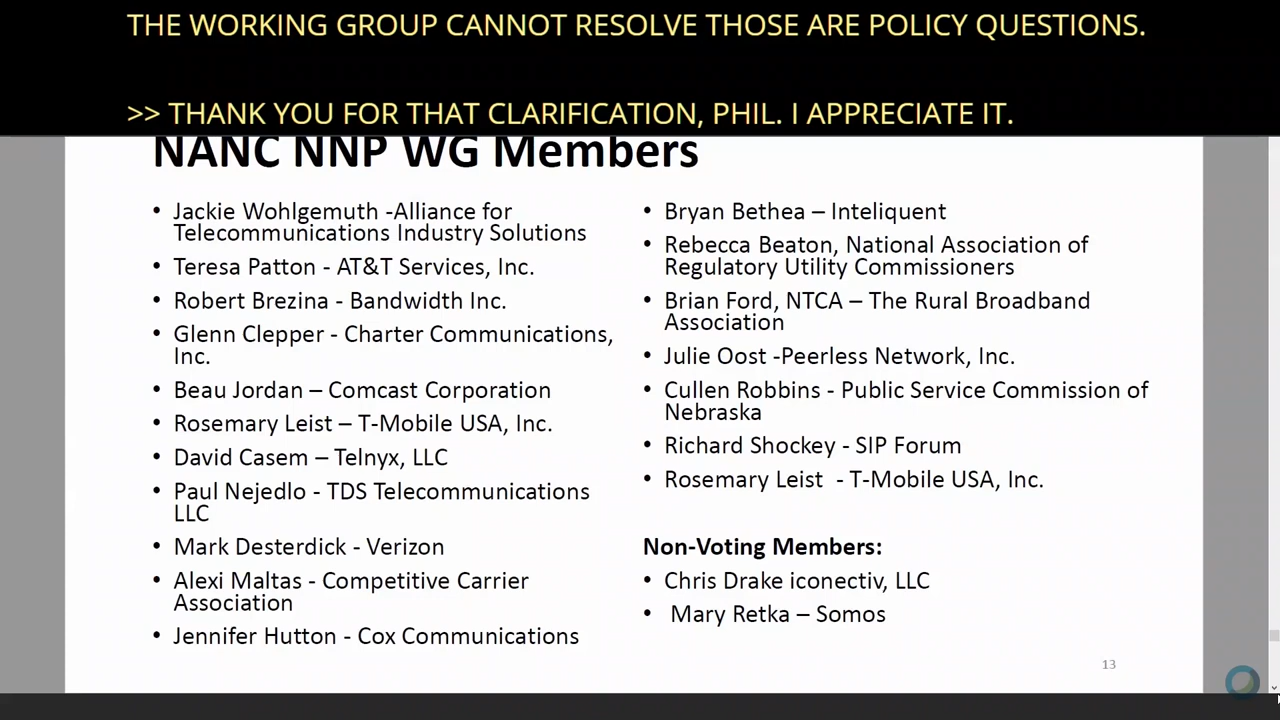 THE WORKING GROUP CANNOT RESOLVE THOSE ARE POLICY QUESTIONS.
>> THANK YOU FOR THAT CLARIFICATION, PHIL. I APPRECIATE IT.
NANC NNP WG Members
• Jackie Wohlgemuth -Alliance for
Telecommunications Industry Solutions
• Teresa Patton - AT&T Services, Inc.
• Robert Brezina - Bandwidth Inc.
• Glenn Clepper - Charter Communications,
Inc.
• Beau Jordan – Comcast Corporation
• Rosemary Leist – T-Mobile USA, Inc.
• David Casem – Telnyx, LLC
• Paul Nejedlo - TDS Telecommunications
LLC
• Mark Desterdick - Verizon
• Alexi Maltas - Competitive Carrier
Association
• Jennifer Hutton - Cox Communications
• Bryan Bethea – Inteliquent
• Rebecca Beaton, National Association of
Regulatory Utility Commissioners
• Brian Ford, NTCA – The Rural Broadband
Association
• Julie Oost -Peerless Network, Inc.
• Cullen Robbins - Public Service Commission of
Nebraska
• Richard Shockey - SIP Forum
• Rosemary Leist  - T-Mobile USA, Inc.
Non-Voting Members:
• Chris Drake iconectiv, LLC
• Mary Retka – Somos
13